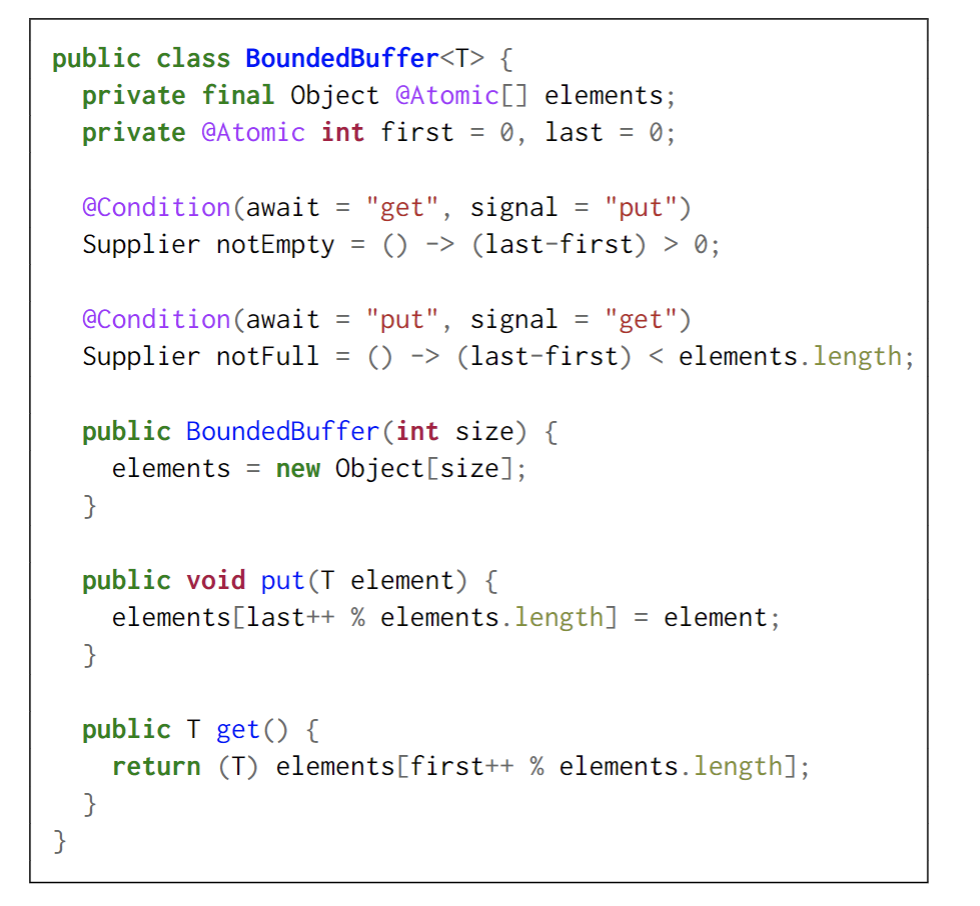 public class BoundedBuffer<T> {
  private final Object @Atomic[] elements;
  private @Atomic int first = 0, last = 0;

  @Condition(await = "get", signal = "put")
  Supplier notEmpty = () -> (last-first) > 0;

  @Condition(await = "put", signal = "get")
  Supplier notFull = () -> (last-first) < elements.length;

  public BoundedBuffer(int size) {
    elements = new Object[size];
  }

  public void put(T element) {
    elements[last++ % elements.length] = element;
  }

  public T get() {
    return (T) elements[first++ % elements.length];
  }
}